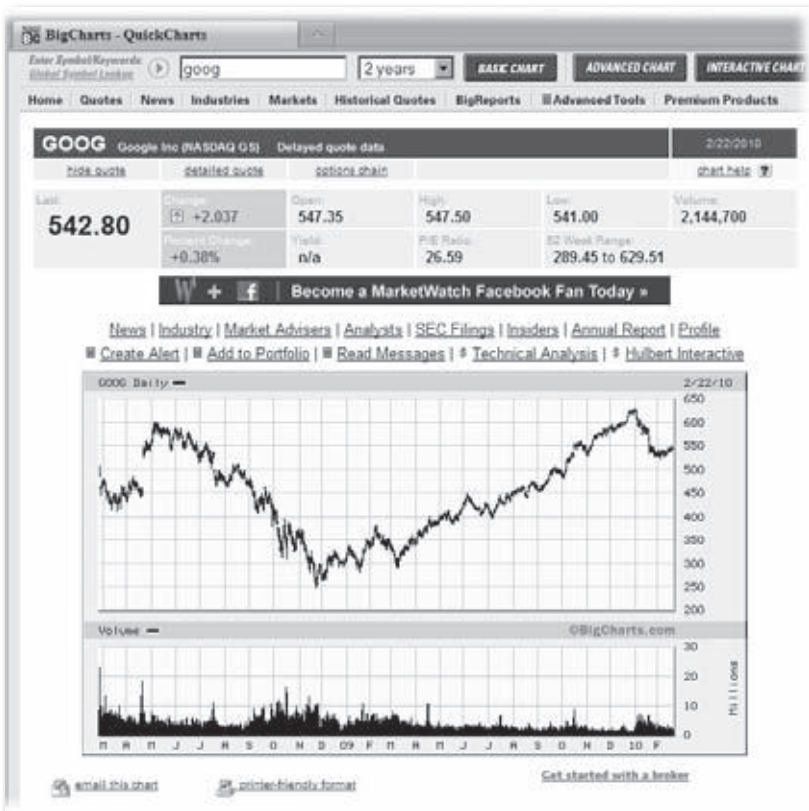 BigCharts - QuickCharts
Enter Symbol/Keywords: goog 2 years BASIC CHART ADVANCED CHART INTERACTIVE CHART
Global Symbol Lookup
Home Quotes News Industries Markets Historical Quotes BigReports Advanced Tools Premium Products
GOOG Google Inc (NASDAQ GS) Delayed quote data 2/22/2010
hide quote detailed quote options chain chart help ?
Last: Change: Open: High: Low: Volume:
542.80 +2.037 547.35 547.50 541.00 2,144,700
Percent Change: Yield: P/E Ratio: 52 Week Range:
+0.38% n/a 26.59 289.45 to 629.51
W + f | Become a MarketWatch Facebook Fan Today »
News | Industry | Market Advisers | Analysts | SEC Filings | Insiders | Annual Report | Profile
Create Alert | Add to Portfolio | Read Messages | Technical Analysis | Hulbert Interactive
GOOG Daily 2/22/10
650
600
550
500
450
400
350
300
250
200
Volume ©BigCharts.com
30
20
10
0
Millions
M A M J J A S O N D 09 F M A M J J A S O N D 10 F
email this chart printer-friendly format Get started with a broker